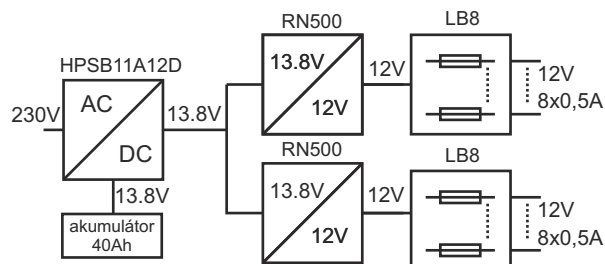 RN500
LB8
HPSB11A12D
13.8V
12V
12V
12V
8x0,5A
230V
AC
DC
13.8V
13.8V
akumulátor
40Ah
RN500
LB8
13.8V
12V
12V
12V
8x0,5A